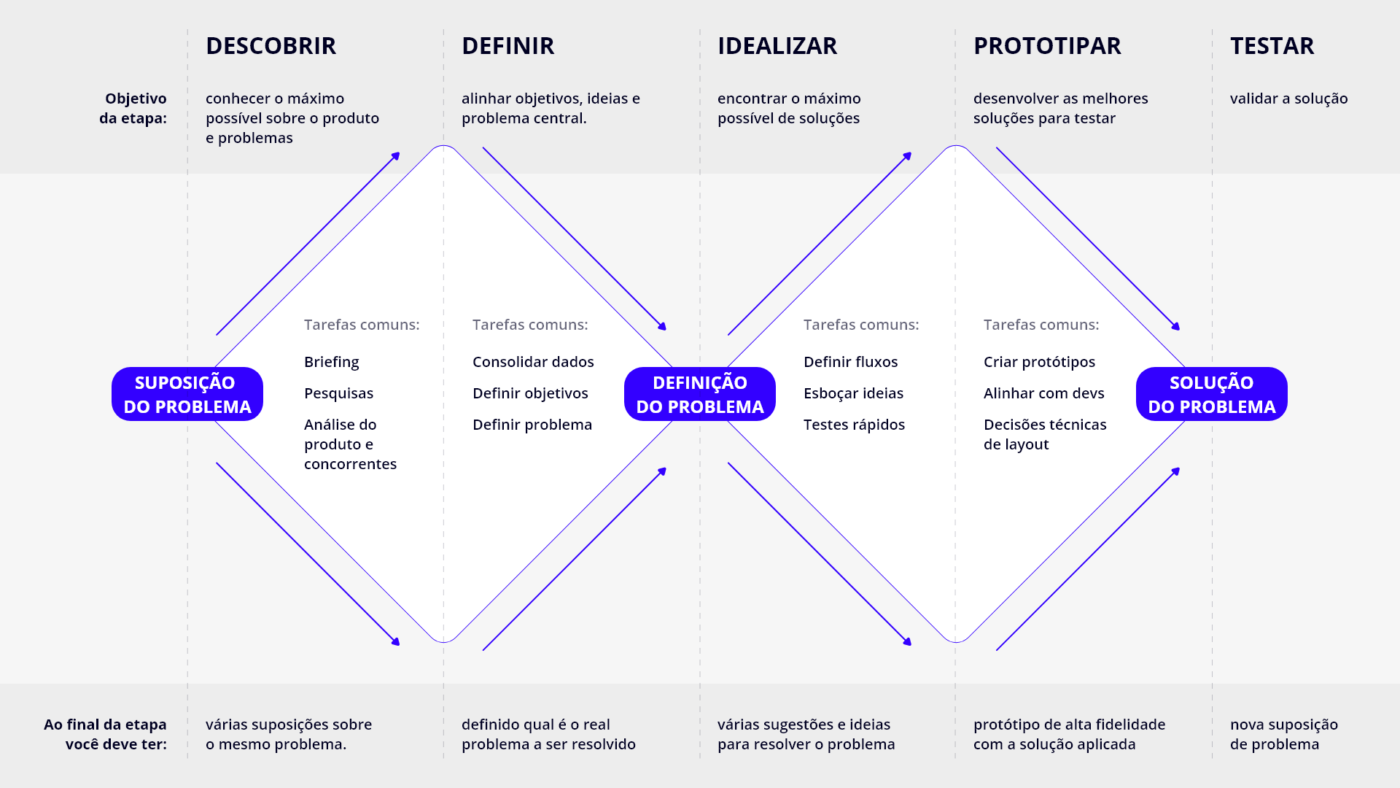 DESCOBRIR
DEFINIR
IDEALIZAR
PROTOTIPAR
TESTAR
Objetivo
da etapa:
conhecer o máximo
possível sobre o produto
e problemas
alinhar objetivos, ideias e
problema central.
encontrar o máximo
possível de soluções
desenvolver as melhores
soluções para testar
validar a solução
SUPOSIÇÃO
DO PROBLEMA
Tarefas comuns:
Briefing
Pesquisas
Análise do
produto e
concorrentes
Tarefas comuns:
Consolidar dados
Definir objetivos
Definir problema
DEFINIÇÃO
DO PROBLEMA
Tarefas comuns:
Definir fluxos
Esboçar ideias
Testes rápidos
Tarefas comuns:
Criar protótipos
Alinhar com devs
Decisões técnicas
de layout
SOLUÇÃO
DO PROBLEMA
Ao final da etapa
você deve ter:
várias suposições sobre
o mesmo problema.
definido qual é o real
problema a ser resolvido
várias sugestões e ideias
para resolver o problema
protótipo de alta fidelidade
com a solução aplicada
nova suposição
de problema